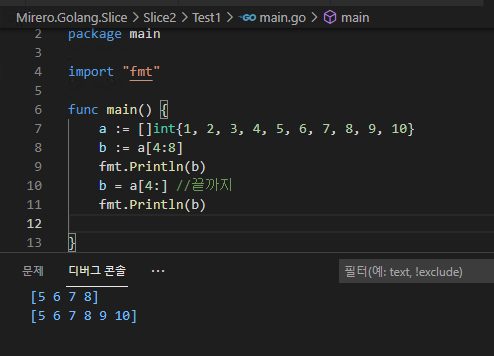 Mirero.Golang.Slice > Slice2 > Test1 > main.go > main
2 package main
4 import "fmt"
6 func main() {
7 a := []int{1, 2, 3, 4, 5, 6, 7, 8, 9, 10}
8 b := a[4:8]
9 fmt.Println(b)
10 b = a[4:] //끝까지
11 fmt.Println(b)
12
13 }
문제 디버그 콘솔 ... 필터(예: text, !exclude)
[5 6 7 8]
[5 6 7 8 9 10]